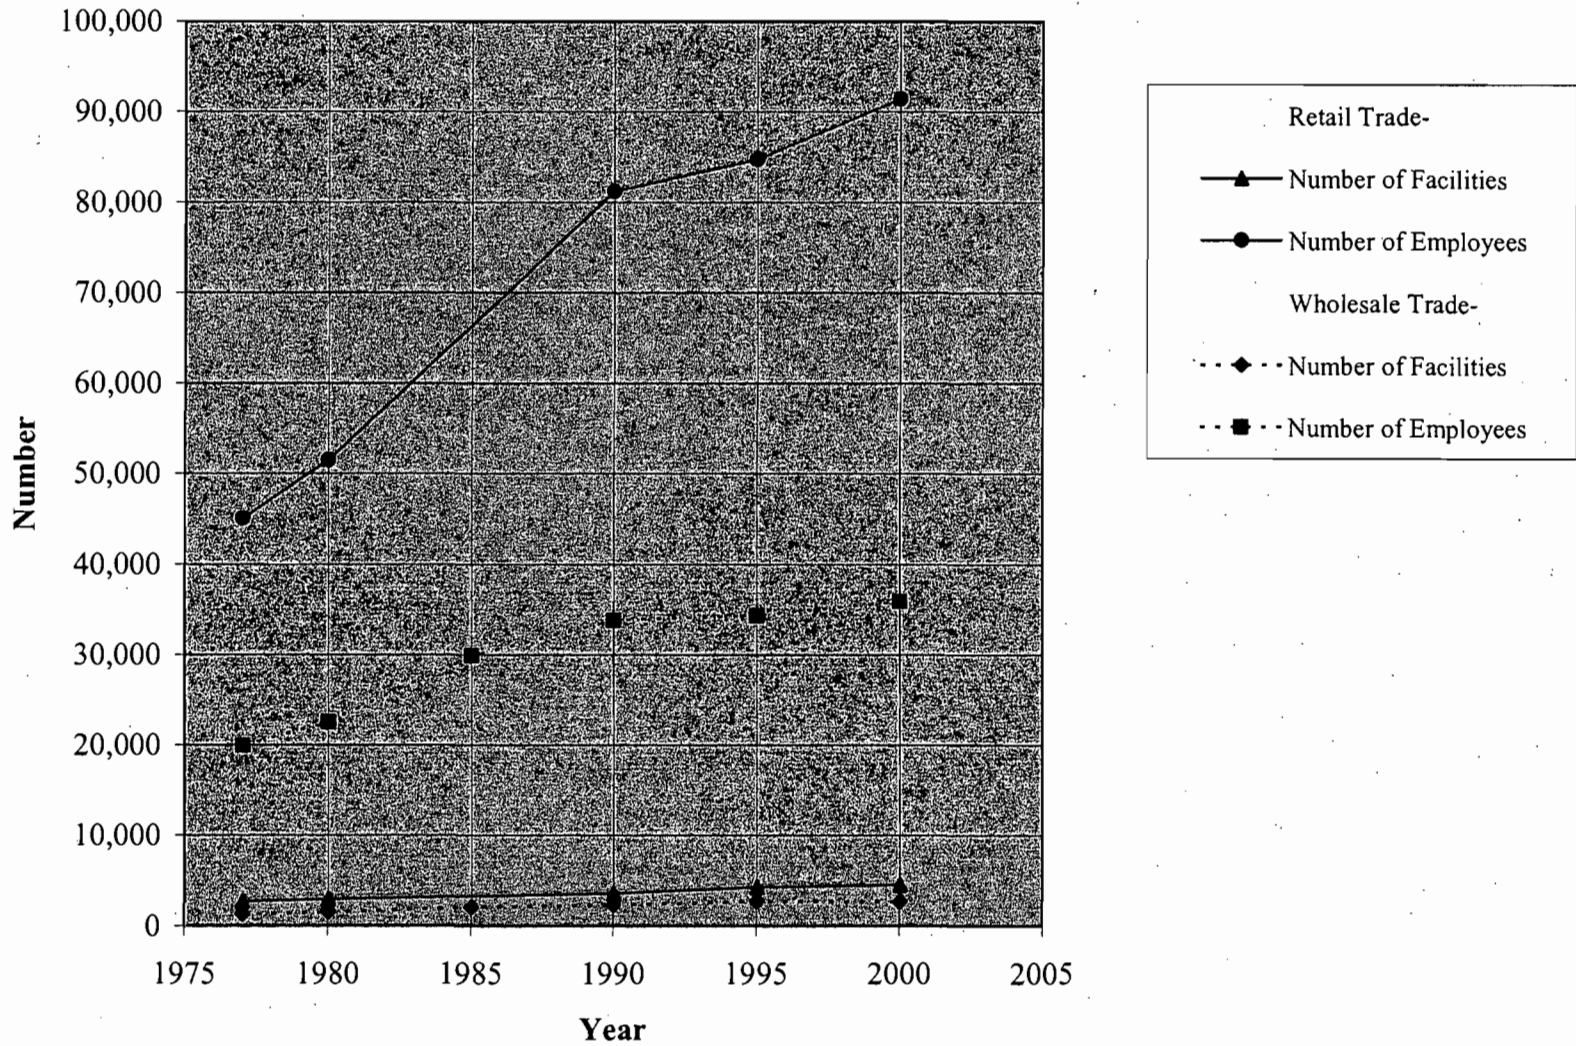 100,000
90,000
80,000
70,000
60,000
50,000
40,000
30,000
20,000
10,000
0
Number
1975 1980 1985 1990 1995 2000 2005
Year
Retail Trade-
Number of Facilities
Number of Employees
Wholesale Trade-
Number of Facilities
Number of Employees